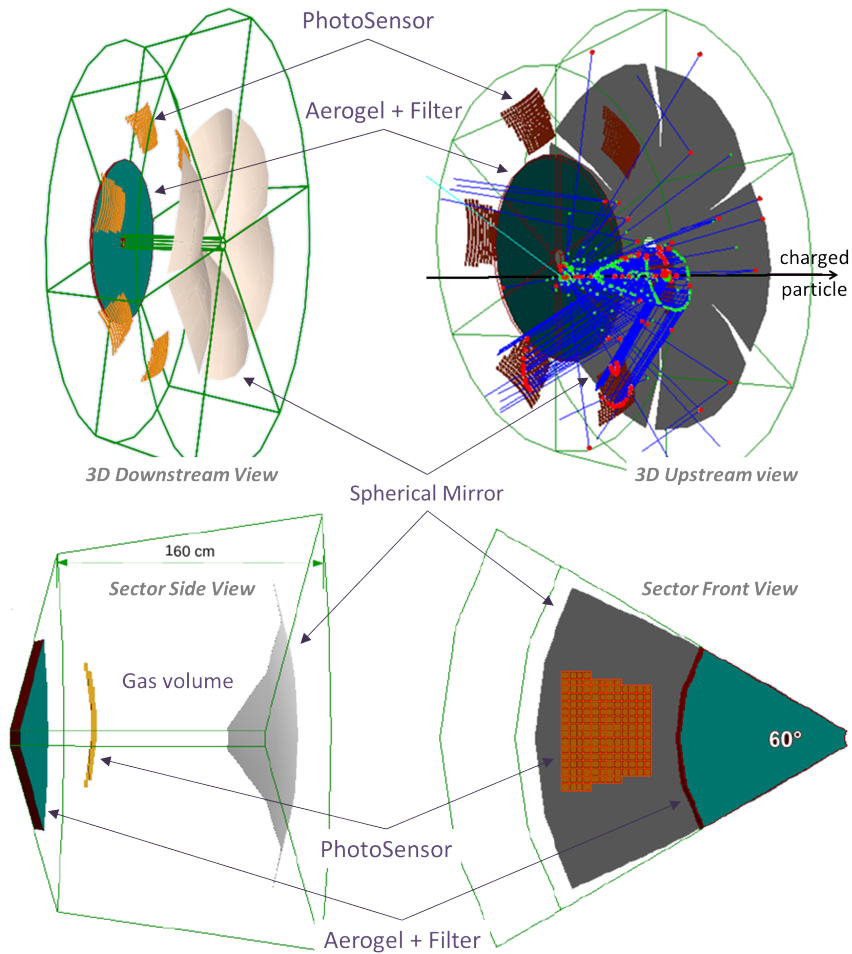 PhotoSensor
Aerogel + Filter
charged
particle
3D Downstream View
3D Upstream view
Spherical Mirror
160 cm
Sector Side View
Sector Front View
Gas volume
60°
PhotoSensor
Aerogel + Filter